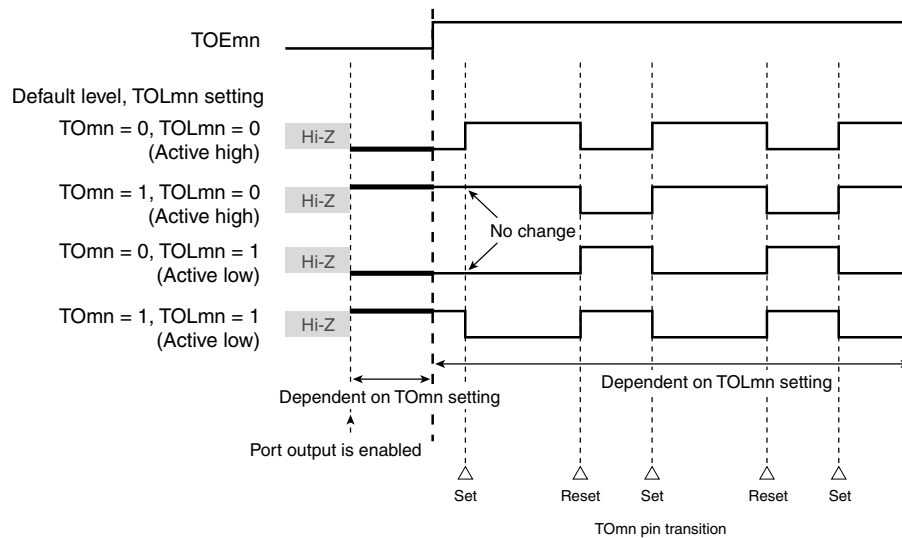 TOEmn
Default level, TOLmn setting
TOmn = 0, TOLmn = 0
(Active high)
Hi-Z
TOmn = 1, TOLmn = 0
(Active high)
Hi-Z
No change
TOmn = 0, TOLmn = 1
(Active low)
Hi-Z
TOmn = 1, TOLmn = 1
(Active low)
Hi-Z
Dependent on TOmn setting
Dependent on TOLmn setting
Port output is enabled
Set
Reset
Set
Reset
Set
TOmn pin transition